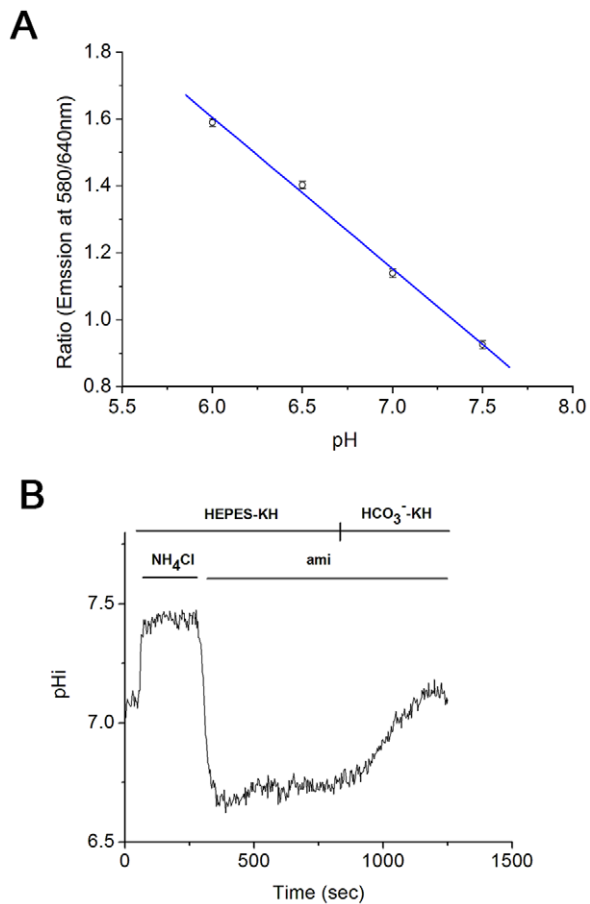 A
1.8
1.6
1.4
1.2
1.0
0.8
Ratio (Emssion at 580/640nm)
5.5 6.0 6.5 7.0 7.5 8.0
pH
B
HEPES-KH HCO₃⁻-KH
NH₄Cl ami
7.5
7.0
6.5
pHi
0 500 1000 1500
Time (sec)